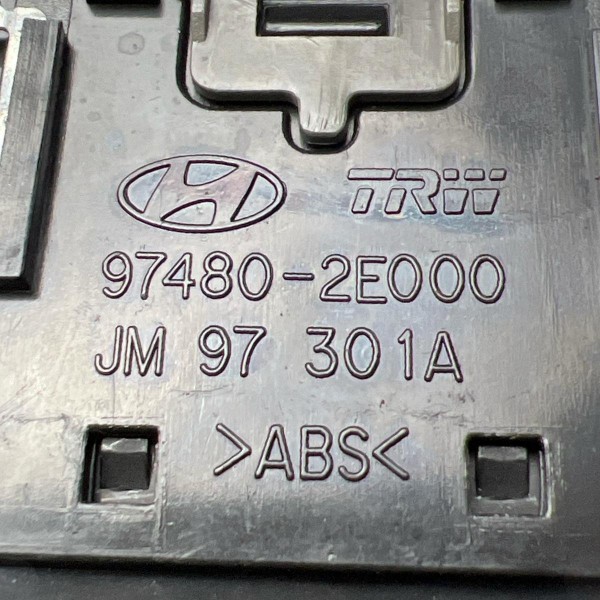 TRW
97480-2E000
JM 97 301A
>ABS<